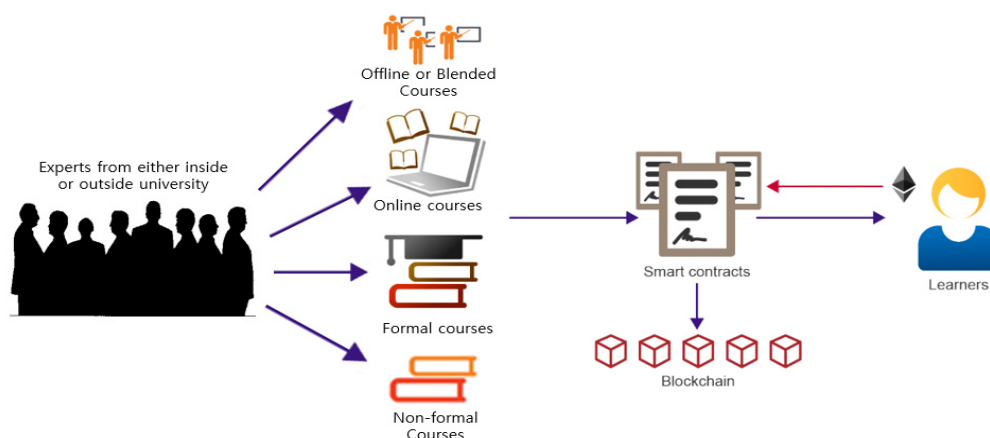 Experts from either inside
or outside university
Offline or Blended
Courses
Online courses
Formal courses
Non-formal
Courses
Smart contracts
Blockchain
Learners